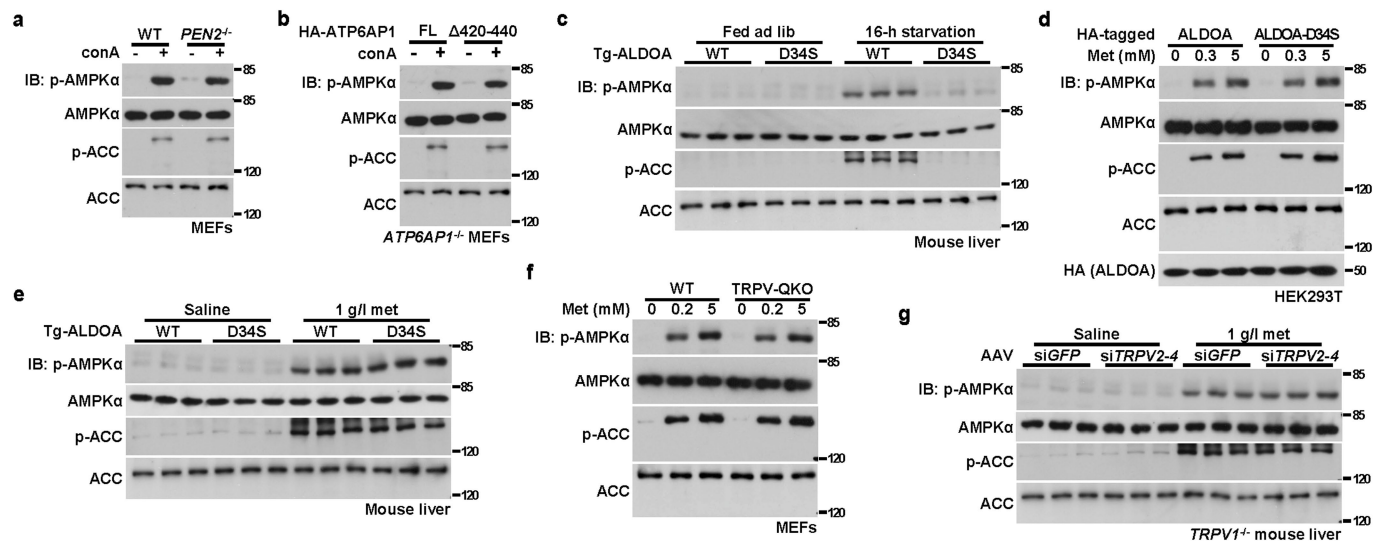 a
WT PEN2-/-
conA - + - +
IB: p-AMPKα 85
AMPKα 85
p-ACC
ACC 120
MEFs
b
HA-ATP6AP1 FL Δ420-440
conA - + - +
IB: p-AMPKα 85
AMPKα 85
p-ACC
ACC 120
ATP6AP1-/- MEFs
c
Fed ad lib 16-h starvation
Tg-ALDOA WT D34S WT D34S
IB: p-AMPKα 85
AMPKα 85
p-ACC 120
ACC 120
Mouse liver
d
HA-tagged ALDOA ALDOA-D34S
Met (mM) 0 0.3 5 0 0.3 5
IB: p-AMPKα 85
AMPKα 85
p-ACC 120
ACC 120
HA (ALDOA) 50
HEK293T
e
Saline 1 g/l met
Tg-ALDOA WT D34S WT D34S
IB: p-AMPKα 85
AMPKα 85
p-ACC 120
ACC 120
Mouse liver
f
WT TRPV-QKO
Met (mM) 0 0.2 5 0 0.2 5
IB: p-AMPKα 85
AMPKα 85
p-ACC 120
ACC 120
MEFs
g
Saline 1 g/l met
AAV siGFP siTRPV2-4 siGFP siTRPV2-4
IB: p-AMPKα 85
AMPKα 85
p-ACC 120
ACC 120
TRPV1-/- mouse liver